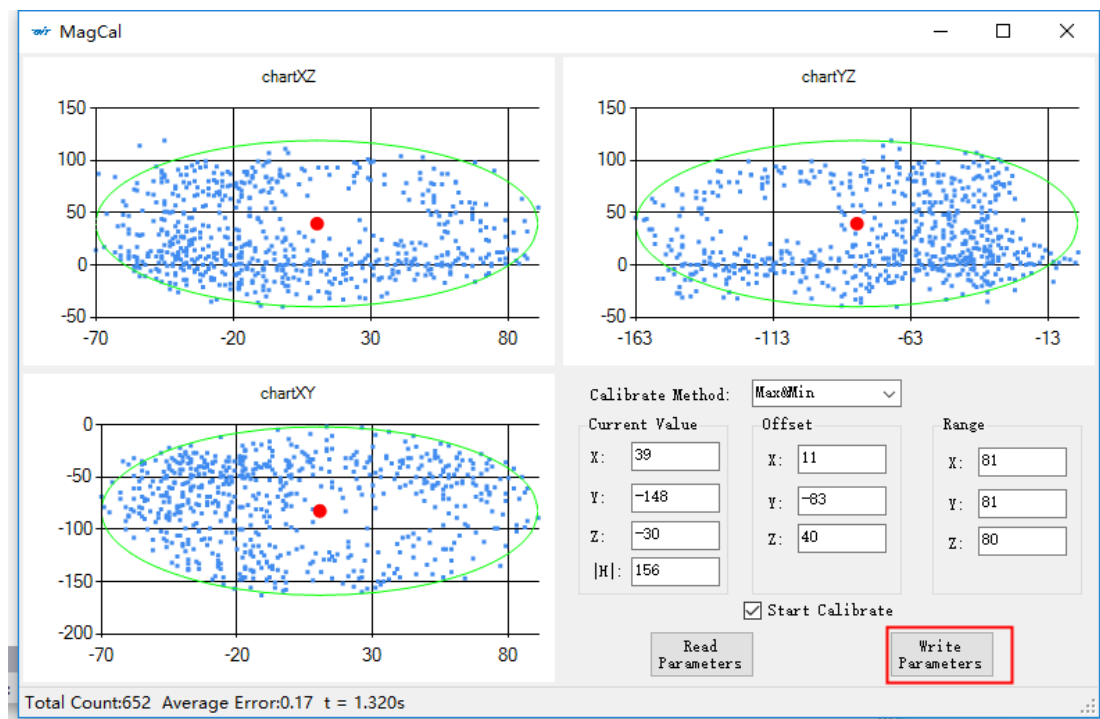 MagCal
chartXZ
150
100
50
0
-50
-70 -20 30 80
chartYZ
150
100
50
0
-50
-163 -113 -63 -13
chartXY
0
-50
-100
-150
-200
-70 -20 30 80
Calibrate Method: Max&Min
Current Value Offset Range
X: 39 X: 11 X: 81
Y: -148 Y: -83 Y: 81
Z: -30 Z: 40 Z: 80
|H|: 156
Start Calibrate
Read
Parameters
Write
Parameters
Total Count:652 Average Error:0.17 t = 1.320s